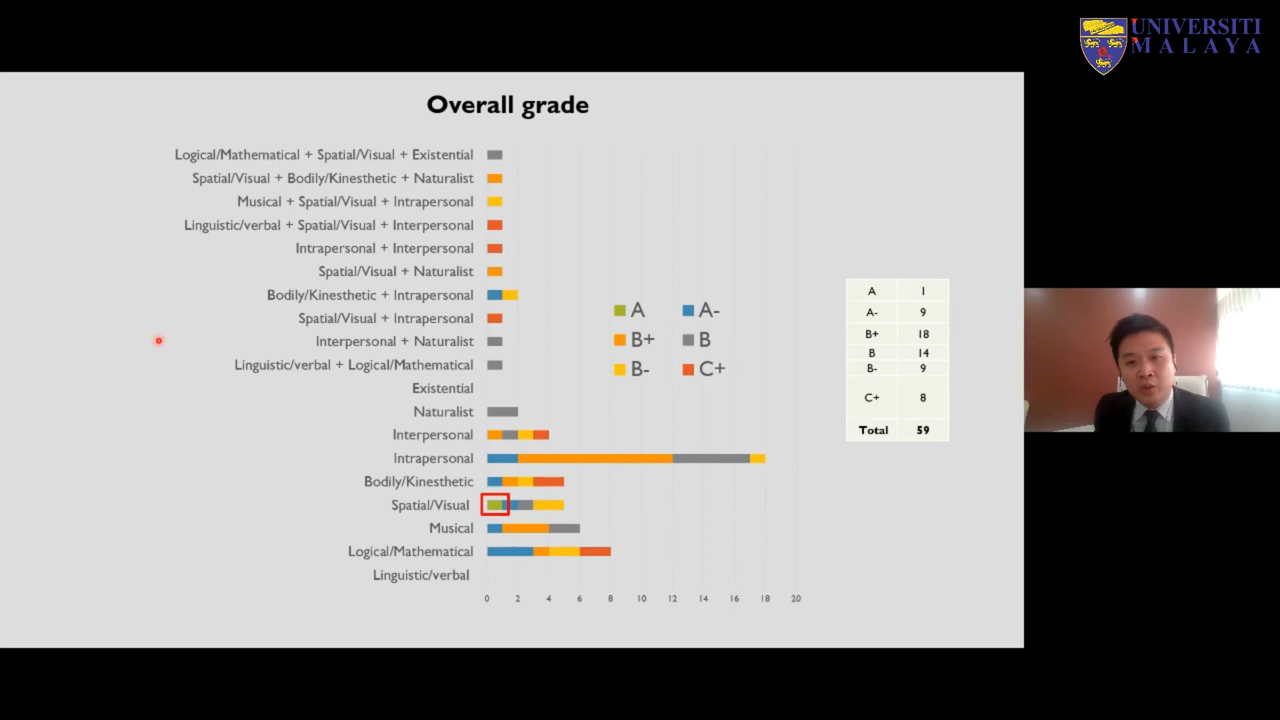 UNIVERSITI
MALAYA
Overall grade
Logical/Mathematical + Spatial/Visual + Existential
Spatial/Visual + Bodily/Kinesthetic + Naturalist
Musical + Spatial/Visual + Intrapersonal
Linguistic/verbal + Spatial/Visual + Interpersonal
Intrapersonal + Interpersonal
Spatial/Visual + Naturalist
Bodily/Kinesthetic + Intrapersonal
Spatial/Visual + Intrapersonal
Interpersonal + Naturalist
Linguistic/verbal + Logical/Mathematical
Existential
Naturalist
Interpersonal
Intrapersonal
Bodily/Kinesthetic
Spatial/Visual
Musical
Logical/Mathematical
Linguistic/verbal
0 2 4 6 8 10 12 14 16 18 20
A A-
B+ B
B- C+
A 1
A- 9
B+ 18
B 14
B- 9
C+ 8
Total 59